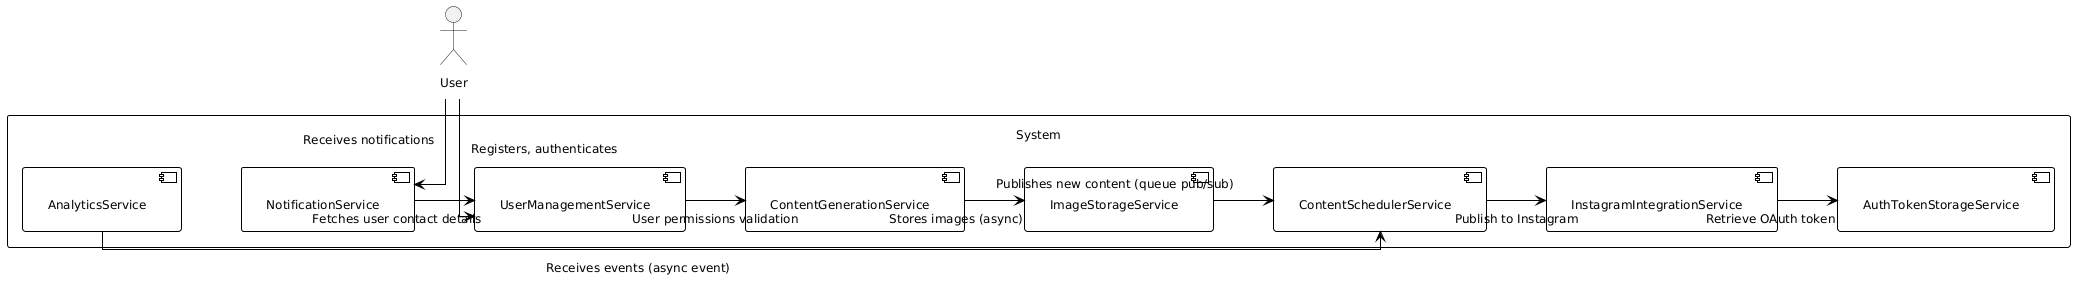 User
Receives notifications
System
Registers, authenticates
Publishes new content (queue pub/sub)
AnalyticsService
NotificationService
UserManagementService
ContentGenerationService
ImageStorageService
ContentSchedulerService
InstagramIntegrationService
AuthTokenStorageService
Fetches user contact details
User permissions validation
Stores images (async)
Publish to Instagram
Retrieve OAuth token
Receives events (async event)